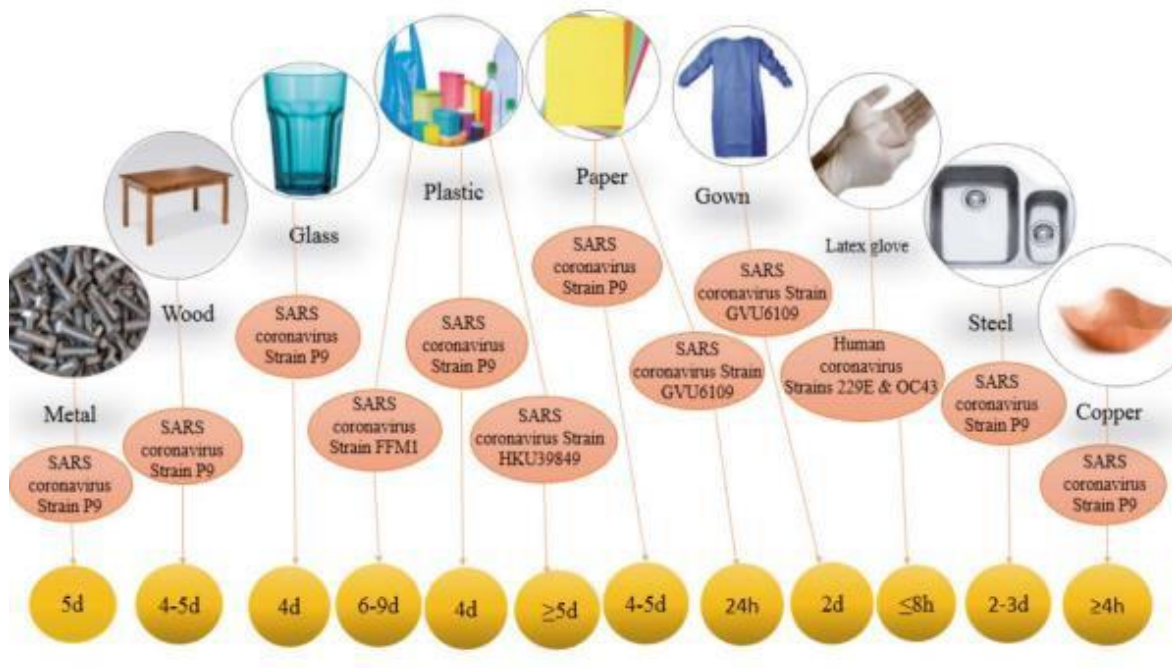 Metal
SARS
coronavirus
Strain P9
5d
Wood
SARS
coronavirus
Strain P9
4-5d
Glass
SARS
coronavirus
Strain P9
4d
Plastic
SARS
coronavirus
Strain FFM1
6-9d
SARS
coronavirus
Strain P9
4d
SARS
coronavirus Strain
HKU39849
≥5d
Paper
SARS
coronavirus
Strain P9
4-5d
SARS
coronavirus Strain
GVU6109
24h
Gown
SARS
coronavirus Strain
GVU6109
2d
Latex glove
Human
coronavirus
Strains 229E & OC43
≤8h
Steel
SARS
coronavirus
Strain P9
2-3d
Copper
SARS
coronavirus
Strain P9
≥4h